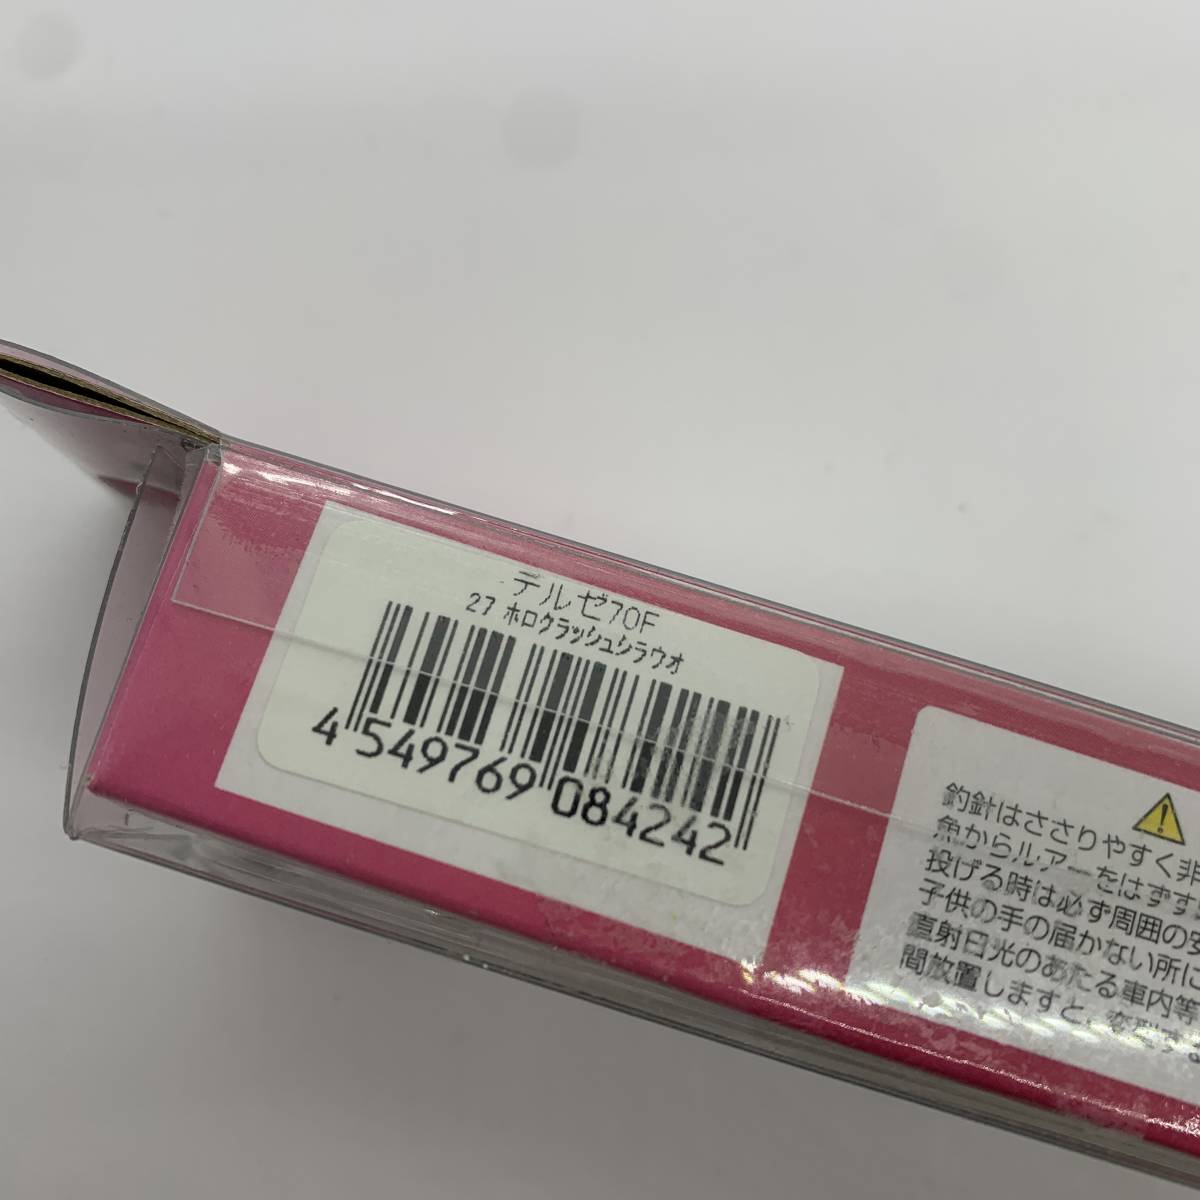 デルゼ70F
27 ホロクラッシュシラウオ
4 549769 084242
釣針はささりやすく非
魚からルアーをはずす
投げる時は必ず周囲の安
子供の手の届かない所に
直射日光のあたる車内等
間放置しますと、変形する